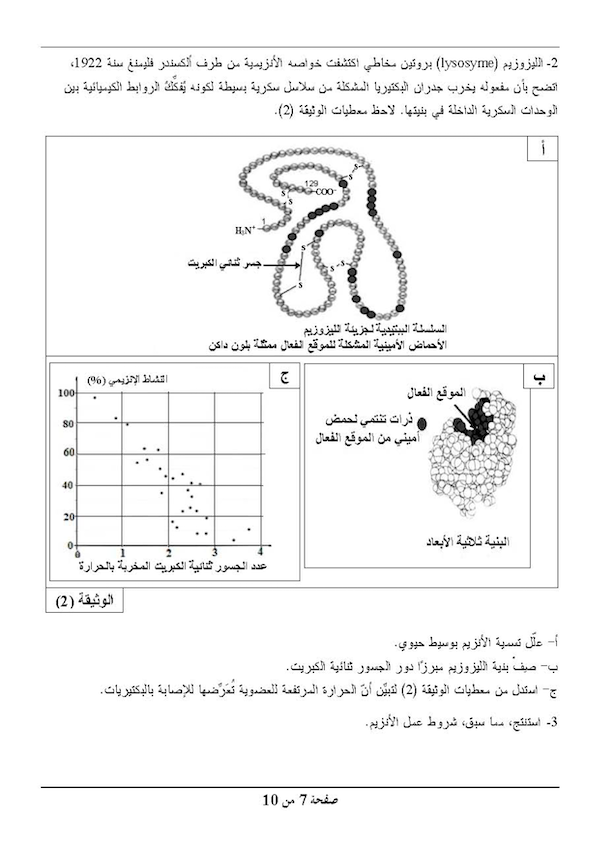 2- الليزوزيم (lysosyme) بروتين مخاطي اكتشفت خواصه الأنزيمية من طرف ألكسندر فليمنغ سنة 1922،
اتضح بأن مفعوله يخرب جدران البكتيريا المشكلة من سلاسل سكرية بسيطة لكونه يُفكِّكُ الروابط الكيميائية بين
الوحدات السكرية الداخلة في بنيتها. لاحظ معطيات الوثيقة (2).
أ
129
COO⁻
S
S
S
S
1
H₃N⁺
S
S
S
S
جسر ثنائي الكبريت
السلسلة الببتيدية لجزيئة الليزوزيم
الأحماض الأمينية المشكلة للموقع الفعال ممثلة بلون داكن
ب
الموقع الفعال
ذرات تنتمي لحمض
أميني من الموقع الفعال
البنية ثلاثية الأبعاد
ج
النشاط الإنزيمي (%)
100
80
60
40
20
0
0 1 2 3 4
عدد الجسور ثنائية الكبريت المخربة بالحرارة
الوثيقة (2)
أ- علّل تسمية الأنزيم بوسيط حيوي.
ب- صِفْ بنية الليزوزيم مبرزًا دور الجسور ثنائية الكبريت.
ج- استدل من معطيات الوثيقة (2) لتبيّن أنّ الحرارة المرتفعة للعضوية تُعَرِّضها للإصابة بالبكتيريات.
3- استنتج، مما سبق، شروط عمل الأنزيم.
صفحة 7 من 10